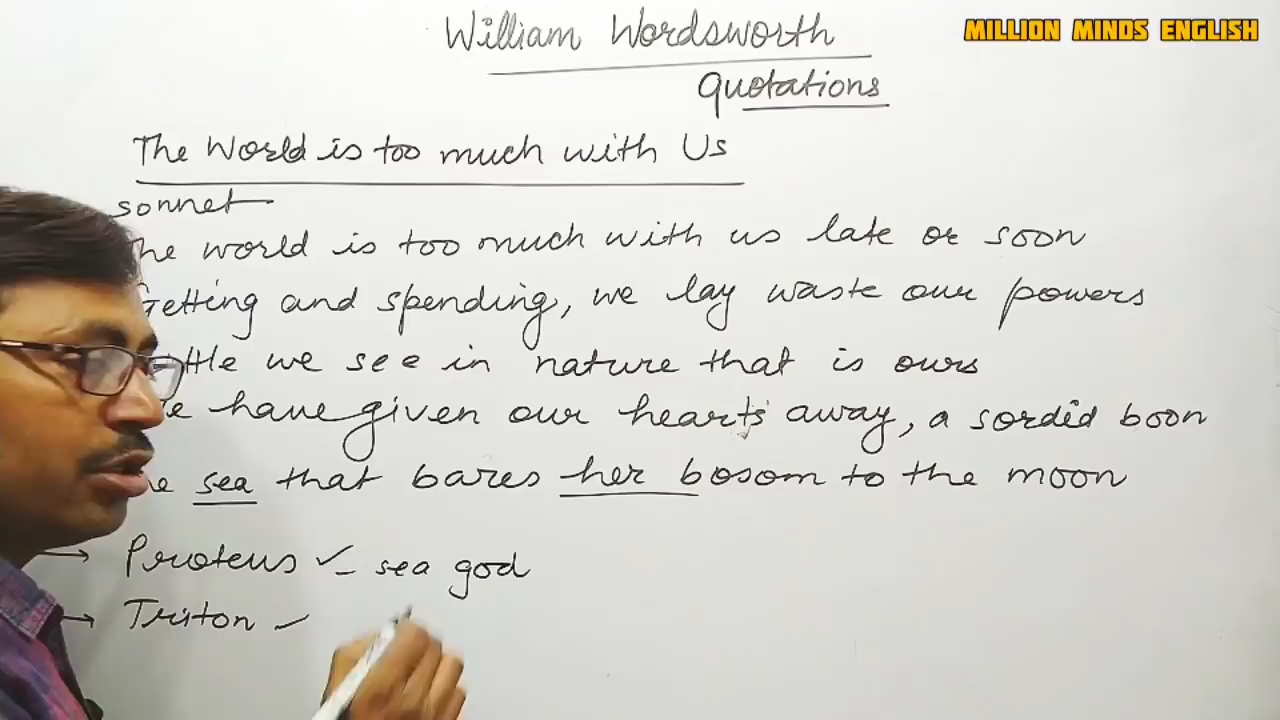 William Wordsworth
MILLION MINDS ENGLISH
Quotations
The World is too much with Us
sonnet
he world is too much with us late or soon
Getting and spending, we lay waste our powers
ttle we see in nature that is ours
e have given our hearts away, a sordid boon
e sea that bares her bosom to the moon
→ Proteus ✓ - sea god
→ Triton -